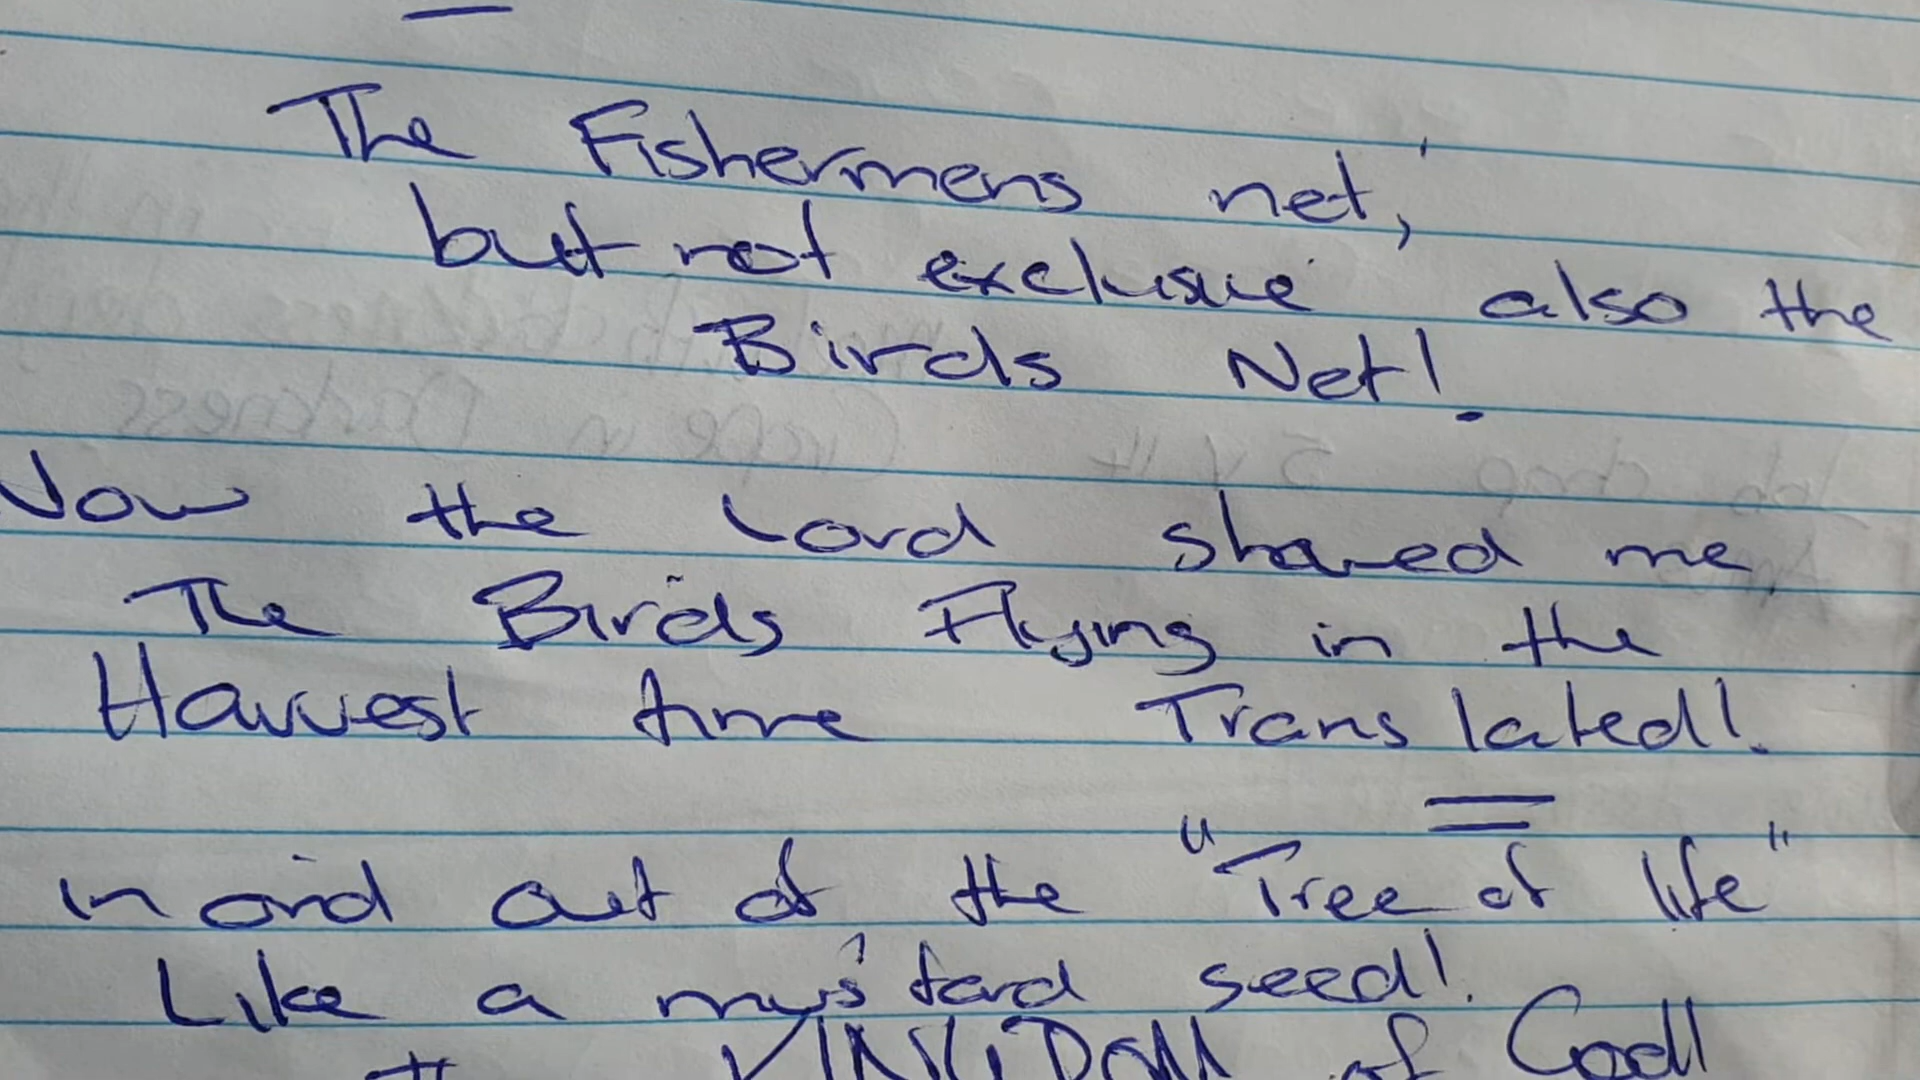 The Fishermens net,
but not exclusive also the
Birds Net!
Now the Lord shared me
The Birds Flying in the
Harvest time Translated!
in and out of the "Tree of life"
Like a mustard seed!
KINGDOM of God!